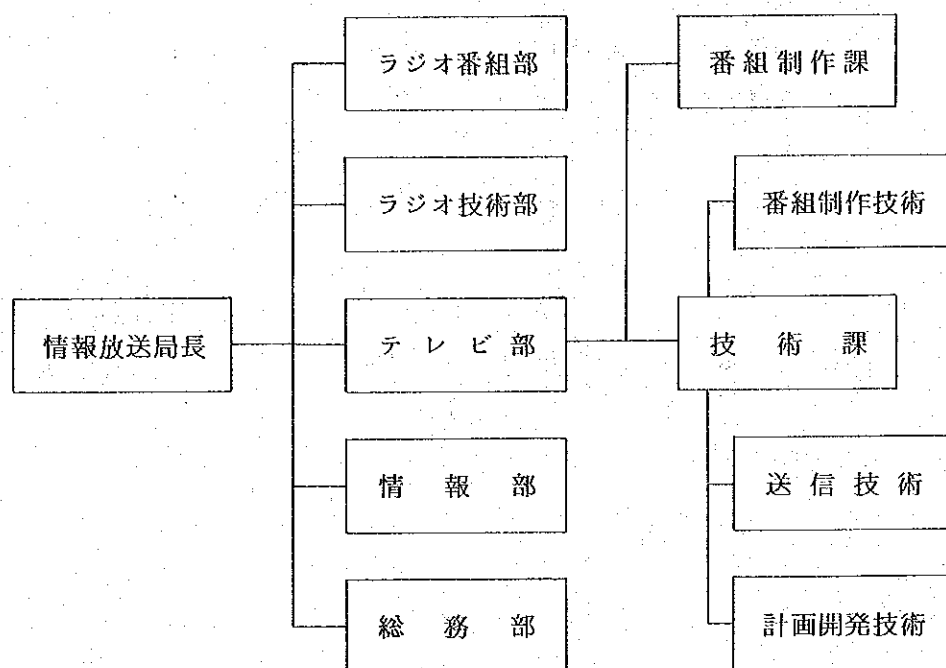 情報放送局長
ラジオ番組部
ラジオ技術部
テレビ部
情報部
総務部
番組制作課
技術課
番組制作技術
送信技術
計画開発技術